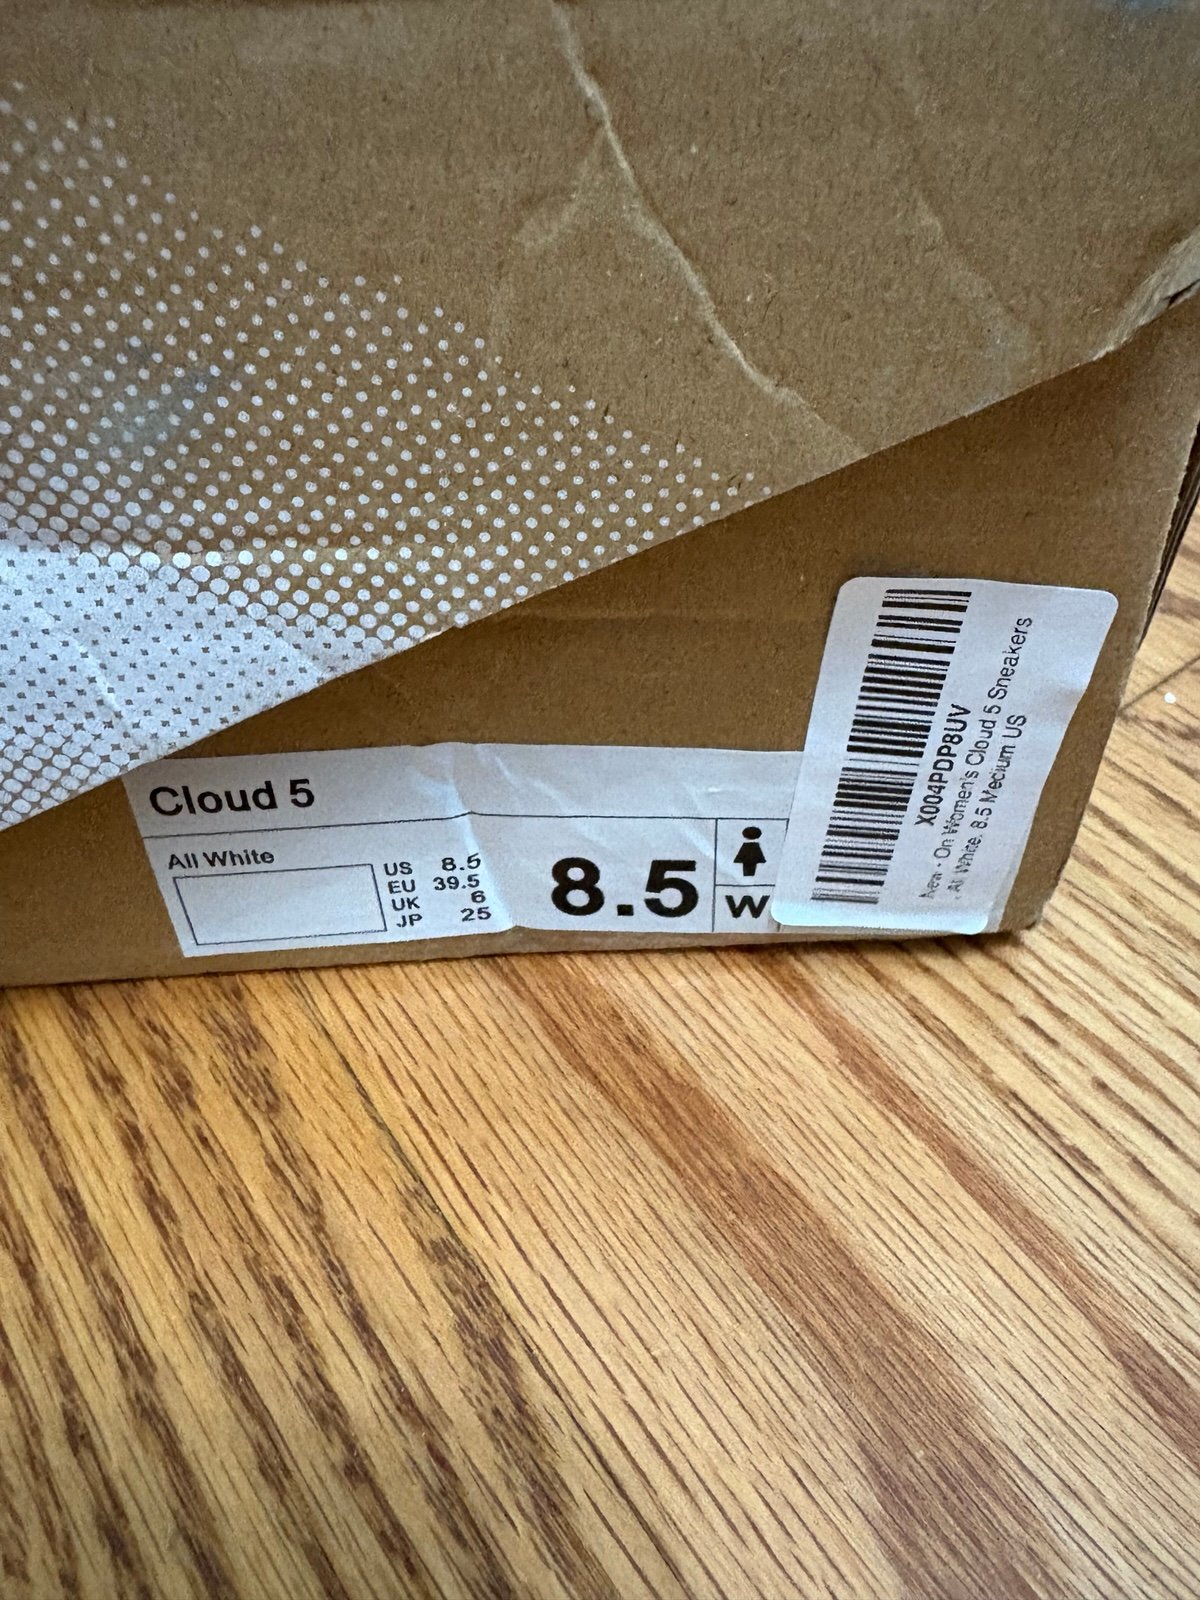 Cloud 5
All White
US 8.5
EU 39.5
UK 6
JP 25
8.5
W
X004PDP8UV
New - On Women's Cloud 5 Sneakers
, All White, 8.5 Medium US